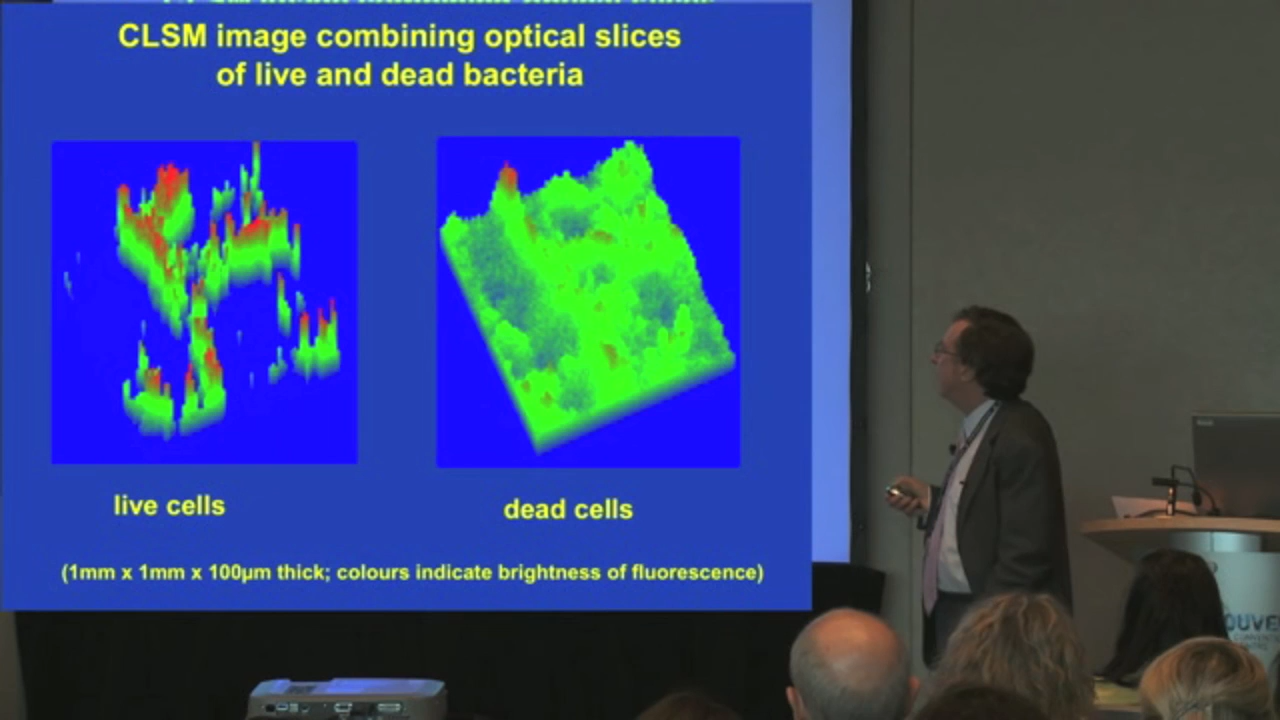 CLSM image combining optical slices
of live and dead bacteria
live cells
dead cells
(1mm x 1mm x 100µm thick; colours indicate brightness of fluorescence)